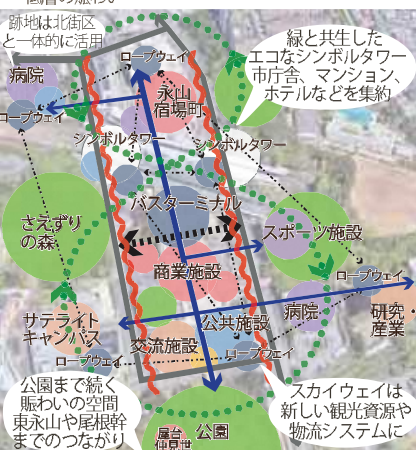 跡地は北街区
と一体的に活用
緑と共生した
エコなシンボルタワー
市庁舎、マンション、
ホテルなどを集約
ロープウェイ
病院
永山
宿場町
ロープウェイ
シンボルタワー
シンボルタワー
バスターミナル
さえずり
の森
スポーツ施設
商業施設
ロープウェイ
サテライト
キャンパス
公共施設
病院
研究・
産業
交流施設
ロープウェイ
ロープウェイ
公園まで続く
賑わいの空間
東永山や尾根幹
までのつながり
スカイウェイは
新しい観光資源や
物流システムに
屋台
仲見世
公園